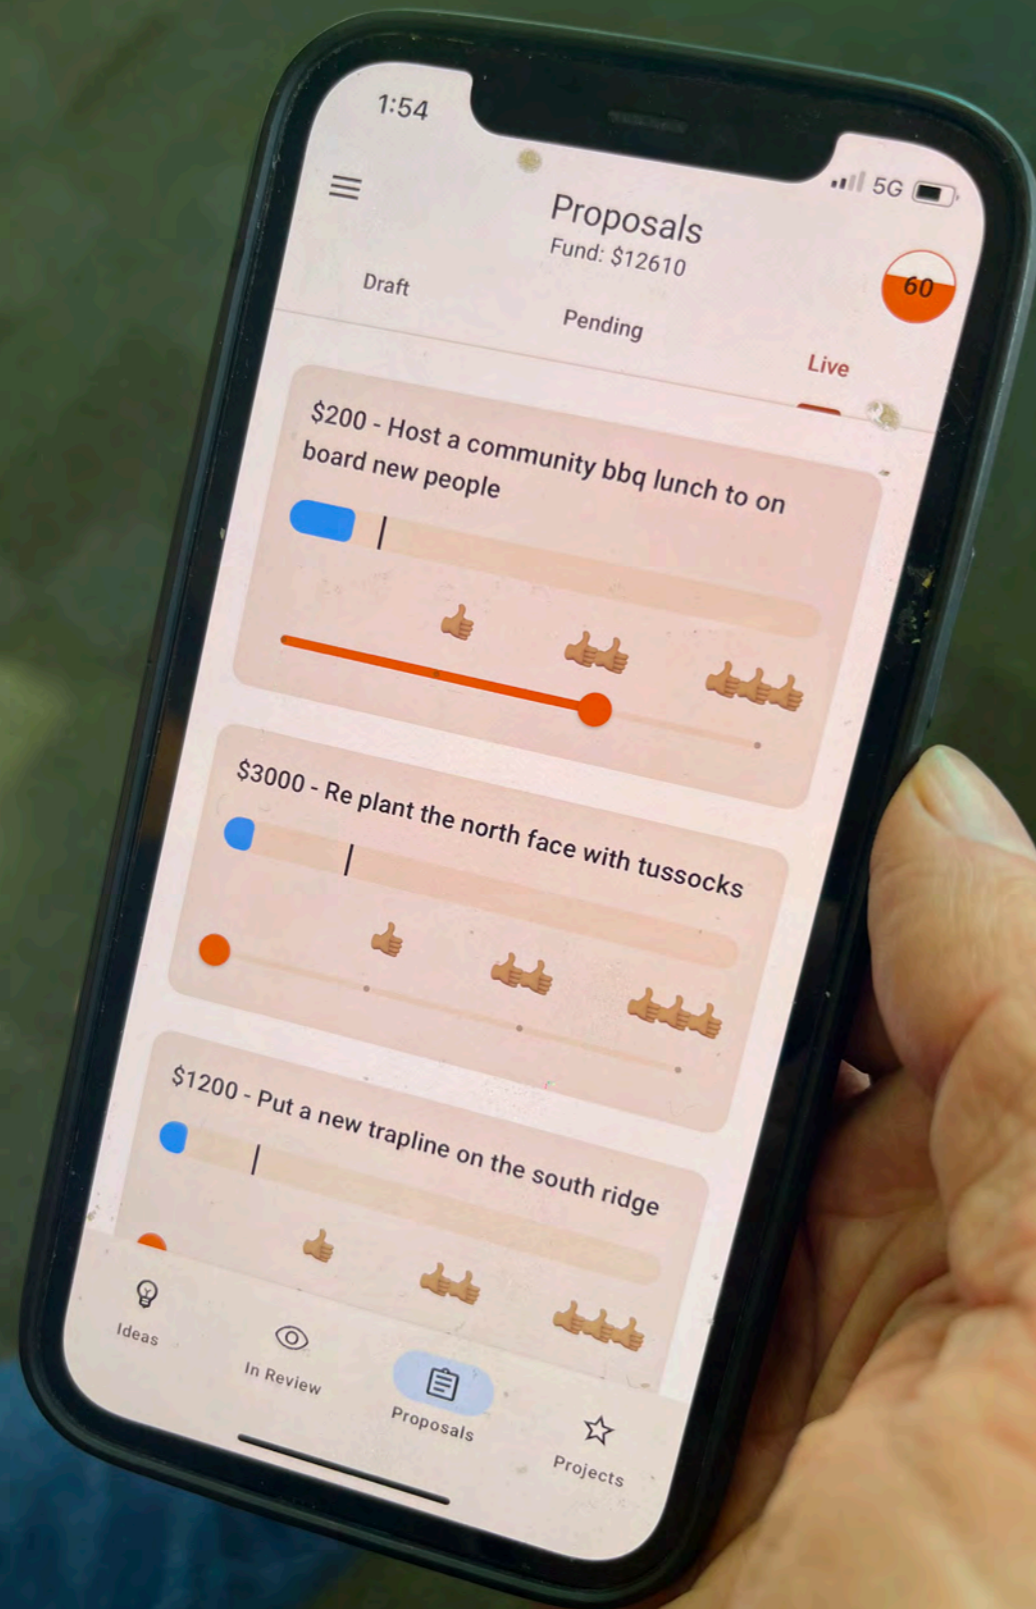 1:54
5G
Proposals
Fund: $12610
60
Draft
Pending
Live
$200 - Host a community bbq lunch to on
board new people
$3000 - Re plant the north face with tussocks
$1200 - Put a new trapline on the south ridge
Ideas
In Review
Proposals
Projects